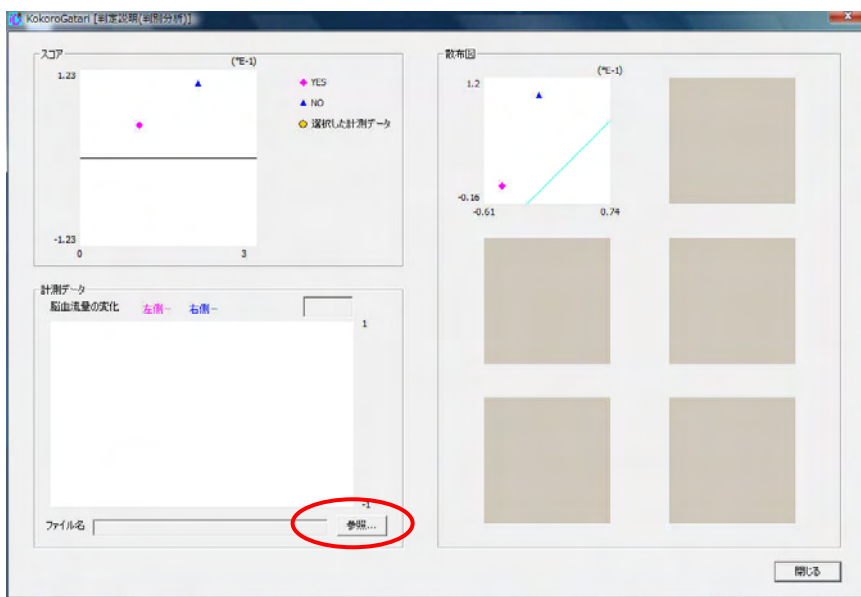 KokoroGatari [判定説明(判別分析)]
スコア
(*E-1)
1.23
◆ YES
▲ NO
選択した計測データ
-1.23
0 3
計測データ
脳血流量の変化 左側ー 右側ー
1
-1
ファイル名 参照...
散布図
(*E-1)
1.2
-0.16
-0.61 0.74
閉じる